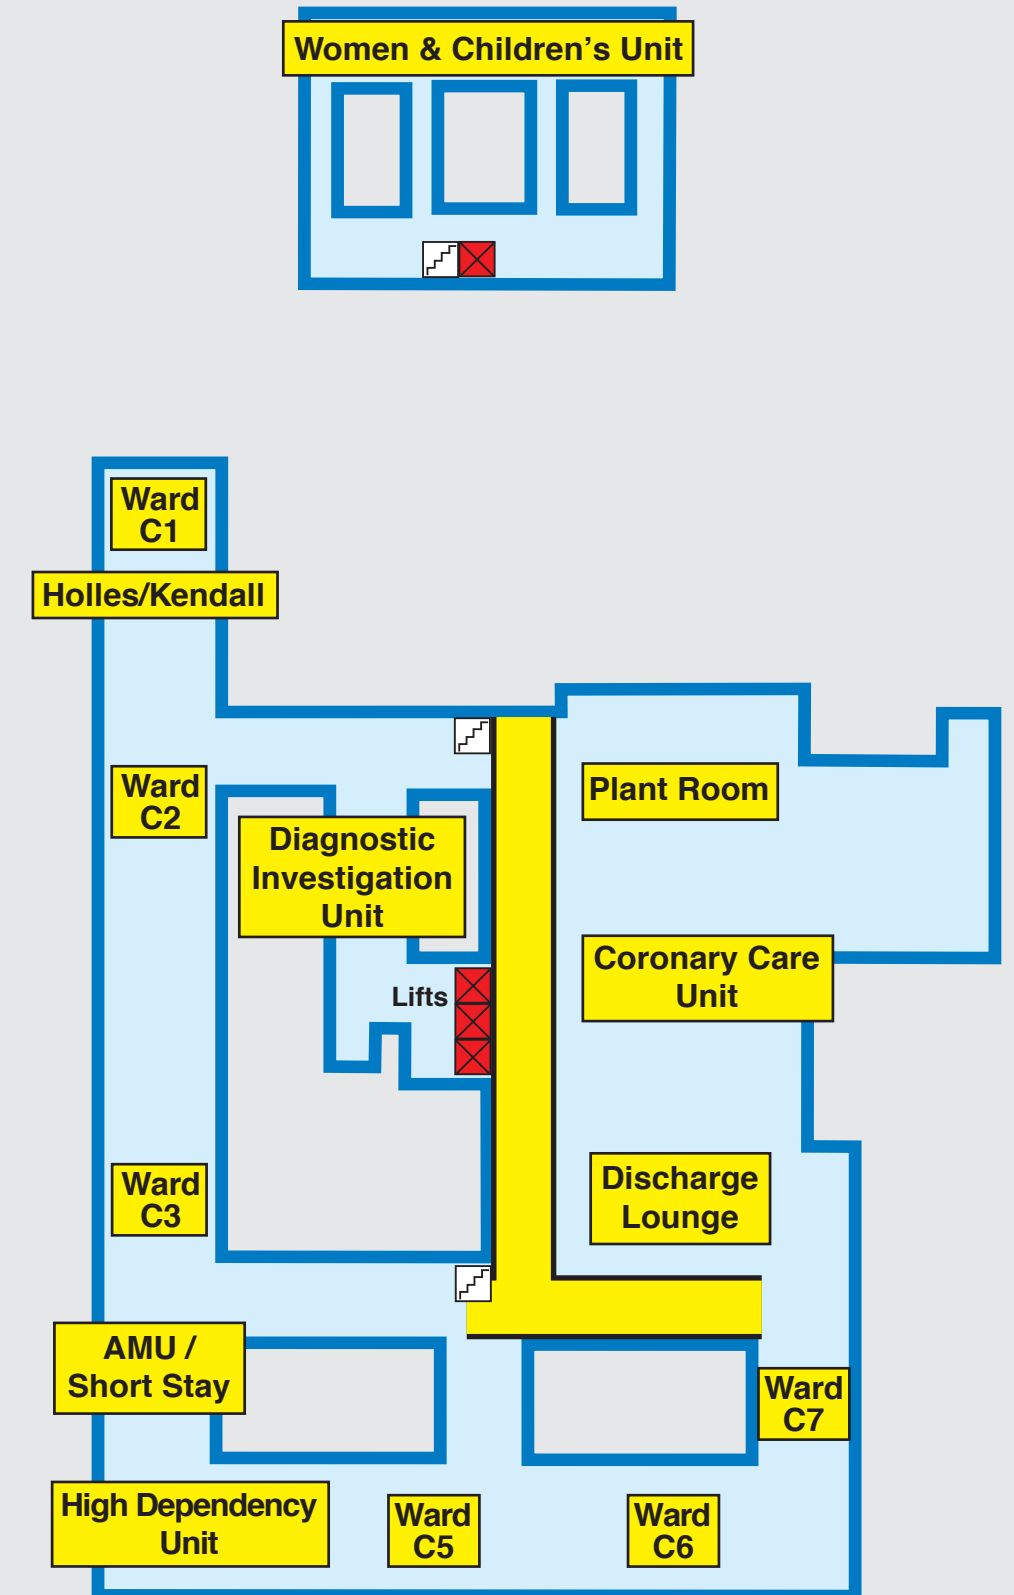 Women & Children’s Unit
Ward
C1
Holles/Kendall
Ward
C2
Plant Room
Diagnostic
Investigation
Unit
Coronary Care
Unit
Lifts
Ward
C3
Discharge
Lounge
AMU /
Short Stay
Ward
C7
High Dependency
Unit
Ward
C5
Ward
C6